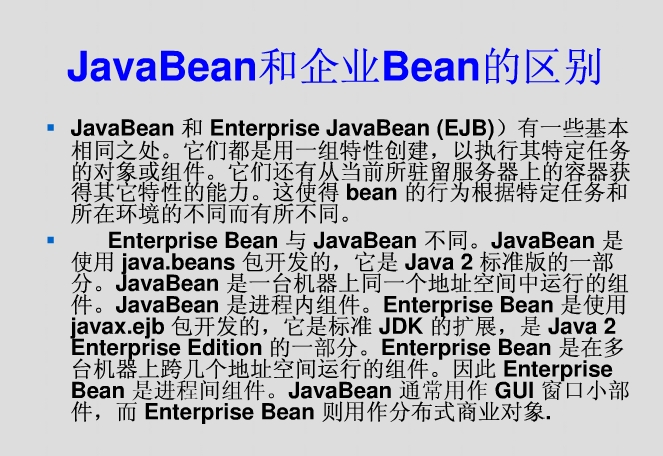 JavaBean和企业Bean的区别
JavaBean 和 Enterprise JavaBean (EJB)）有一些基本
相同之处。它们都是用一组特性创建，以执行其特定任务
的对象或组件。它们还有从当前所驻留服务器上的容器获
得其它特性的能力。这使得 bean 的行为根据特定任务和
所在环境的不同而有所不同。
Enterprise Bean 与 JavaBean 不同。JavaBean 是
使用 java.beans 包开发的，它是 Java 2 标准版的一部
分。JavaBean 是一台机器上同一个地址空间中运行的组
件。JavaBean 是进程内组件。Enterprise Bean 是使用
javax.ejb 包开发的，它是标准 JDK 的扩展，是 Java 2
Enterprise Edition 的一部分。Enterprise Bean 是在多
台机器上跨几个地址空间运行的组件。因此 Enterprise
Bean 是进程间组件。JavaBean 通常用作 GUI 窗口小部
件，而 Enterprise Bean 则用作分布式商业对象.